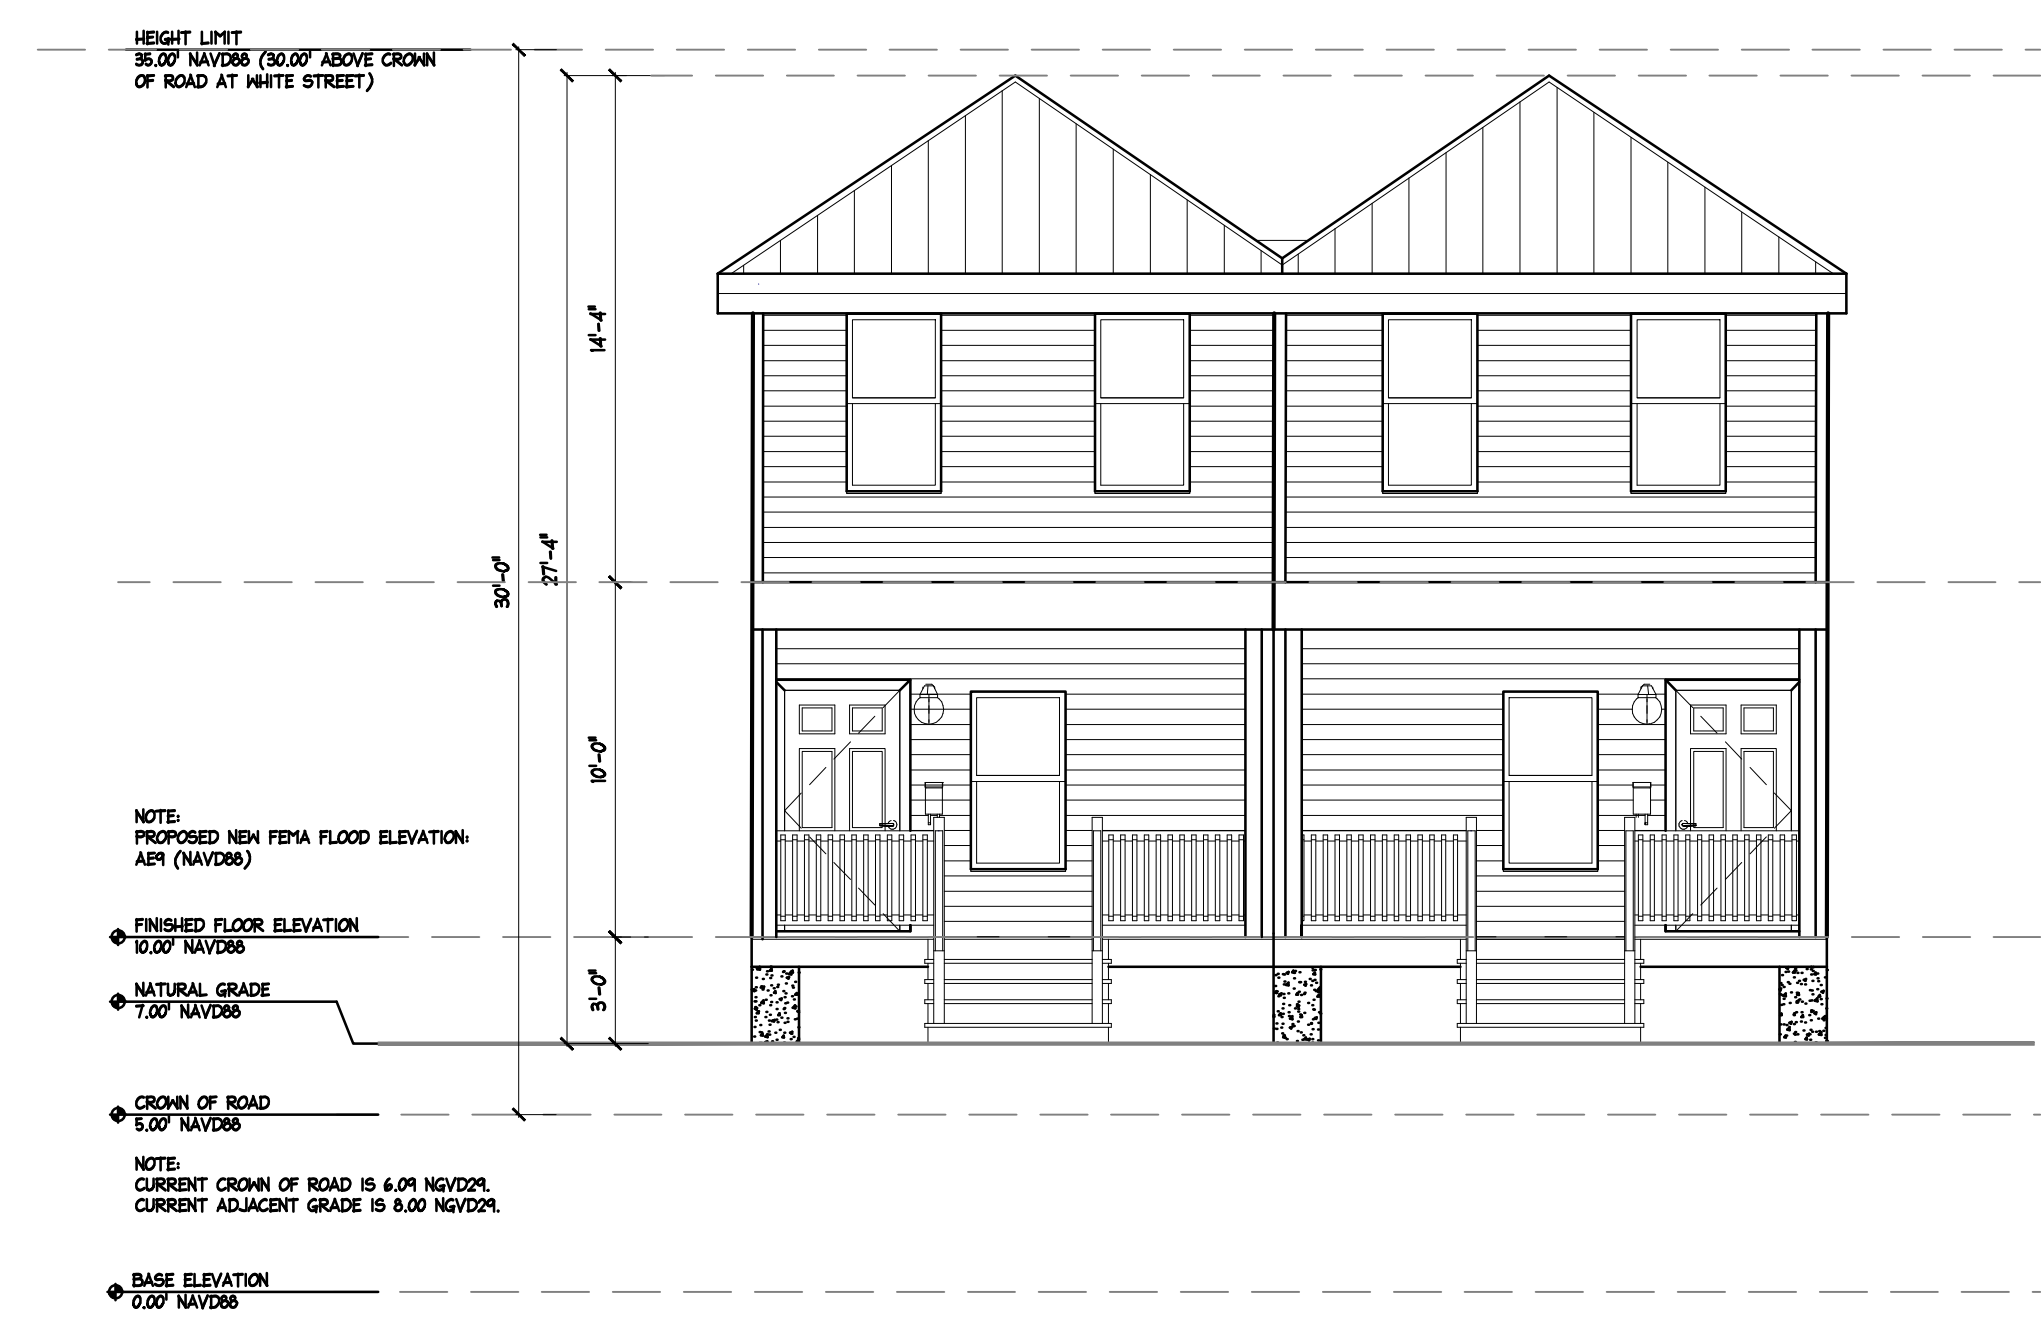 HEIGHT LIMIT
35.00' NAVD88 (30.00' ABOVE CROWN
OF ROAD AT WHITE STREET)
14'-4"
27'-4"
30'-0"
10'-0"
NOTE:
PROPOSED NEW FEMA FLOOD ELEVATION:
AE9 (NAVD88)
FINISHED FLOOR ELEVATION
10.00' NAVD88
3'-0"
NATURAL GRADE
7.00' NAVD88
CROWN OF ROAD
5.00' NAVD88
NOTE:
CURRENT CROWN OF ROAD IS 6.09 NGVD29.
CURRENT ADJACENT GRADE IS 8.00 NGVD29.
BASE ELEVATION
0.00' NAVD88